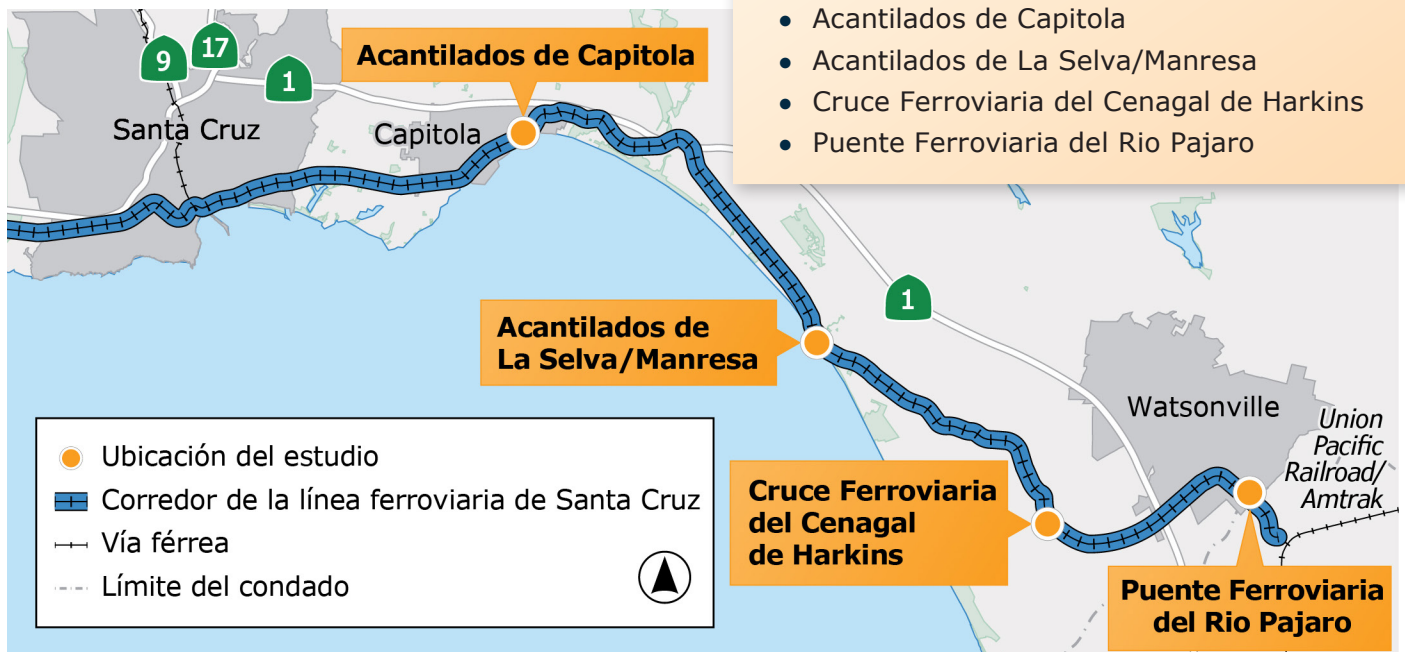 Acantilados de Capitola
Acantilados de La Selva/Manresa
Cruce Ferroviaria del Cenagal de Harkins
Puente Ferroviaria del Rio Pajaro
9
17
1
Acantilados de Capitola
Santa Cruz
Capitola
1
Acantilados de
La Selva/Manresa
Watsonville
Union
Pacific
Railroad/
Amtrak
Cruce Ferroviaria
del Cenagal
de Harkins
Puente Ferroviaria
del Rio Pajaro
Ubicación del estudio
Corredor de la línea ferroviaria de Santa Cruz
Vía férrea
Límite del condado